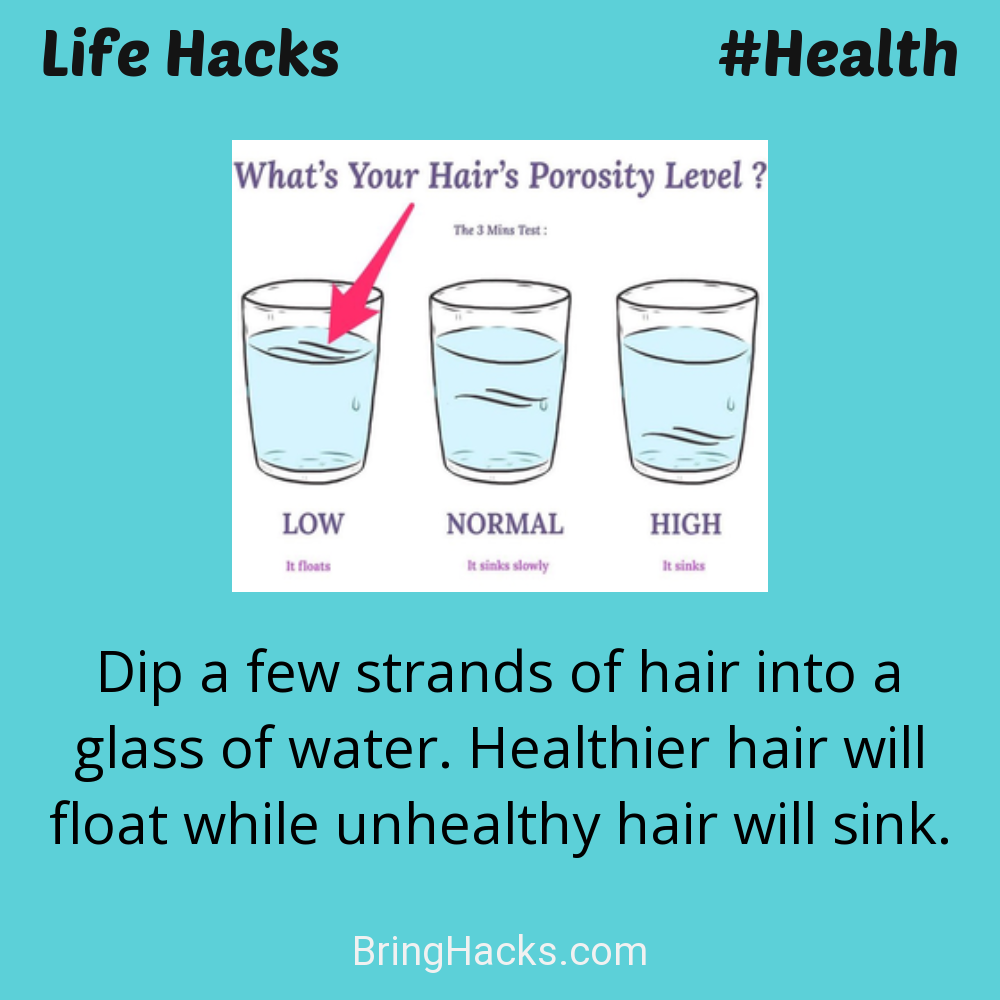 Life Hacks
#Health
What's Your Hair's Porosity Level ?
The 3 Mins Test :
LOW
NORMAL
HIGH
It floats
It sinks slowly
It sinks
Dip a few strands of hair into a
glass of water. Healthier hair will
float while unhealthy hair will sink.
BringHacks.com